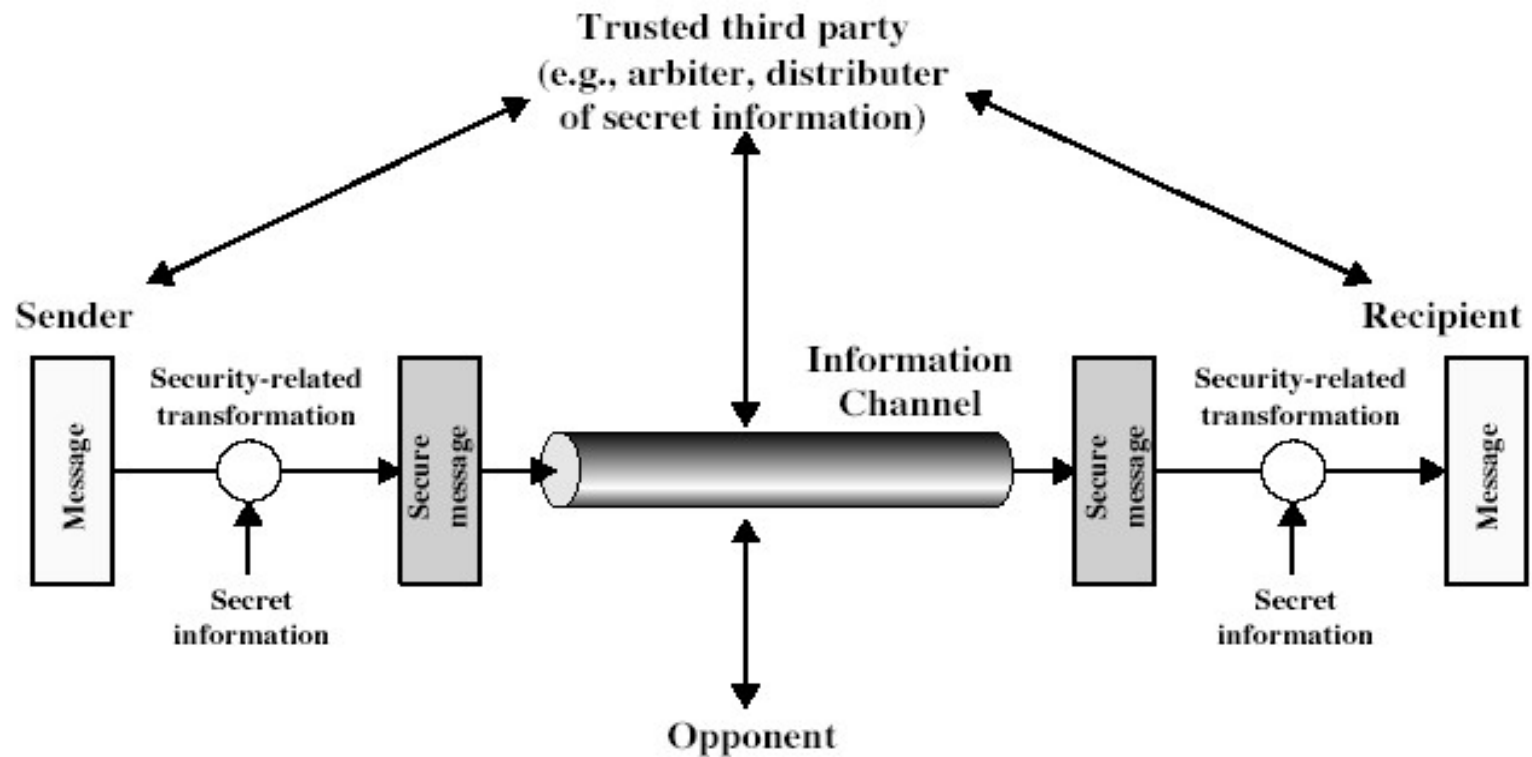 Trusted third party
(e.g., arbiter, distributer
of secret information)
Sender
Recipient
Information
Channel
Security-related
transformation
Security-related
transformation
Message
Secure
message
Secure
message
Message
Secret
information
Secret
information
Opponent